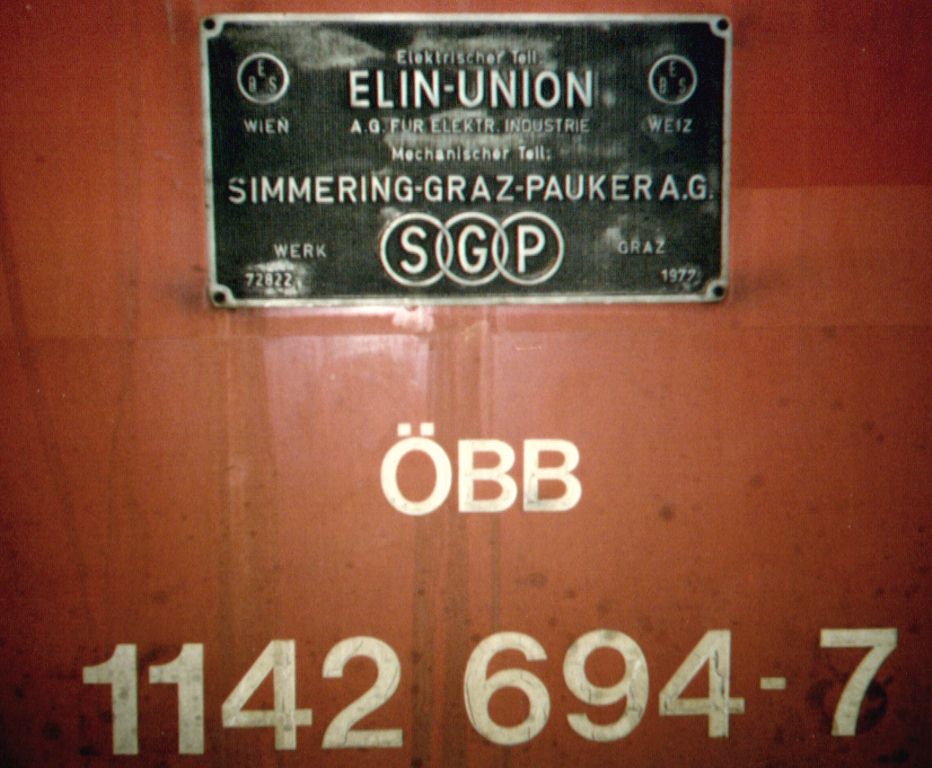 Elektrischer Teil:
E
B S
ELIN-UNION
E
B S
WIEN
A.G. FÜR ELEKTR. INDUSTRIE
WEIZ
Mechanischer Teil:
SIMMERING-GRAZ-PAUKER A.G.
WERK
SGP
GRAZ
72822
1972
ÖBB
1142 694-7